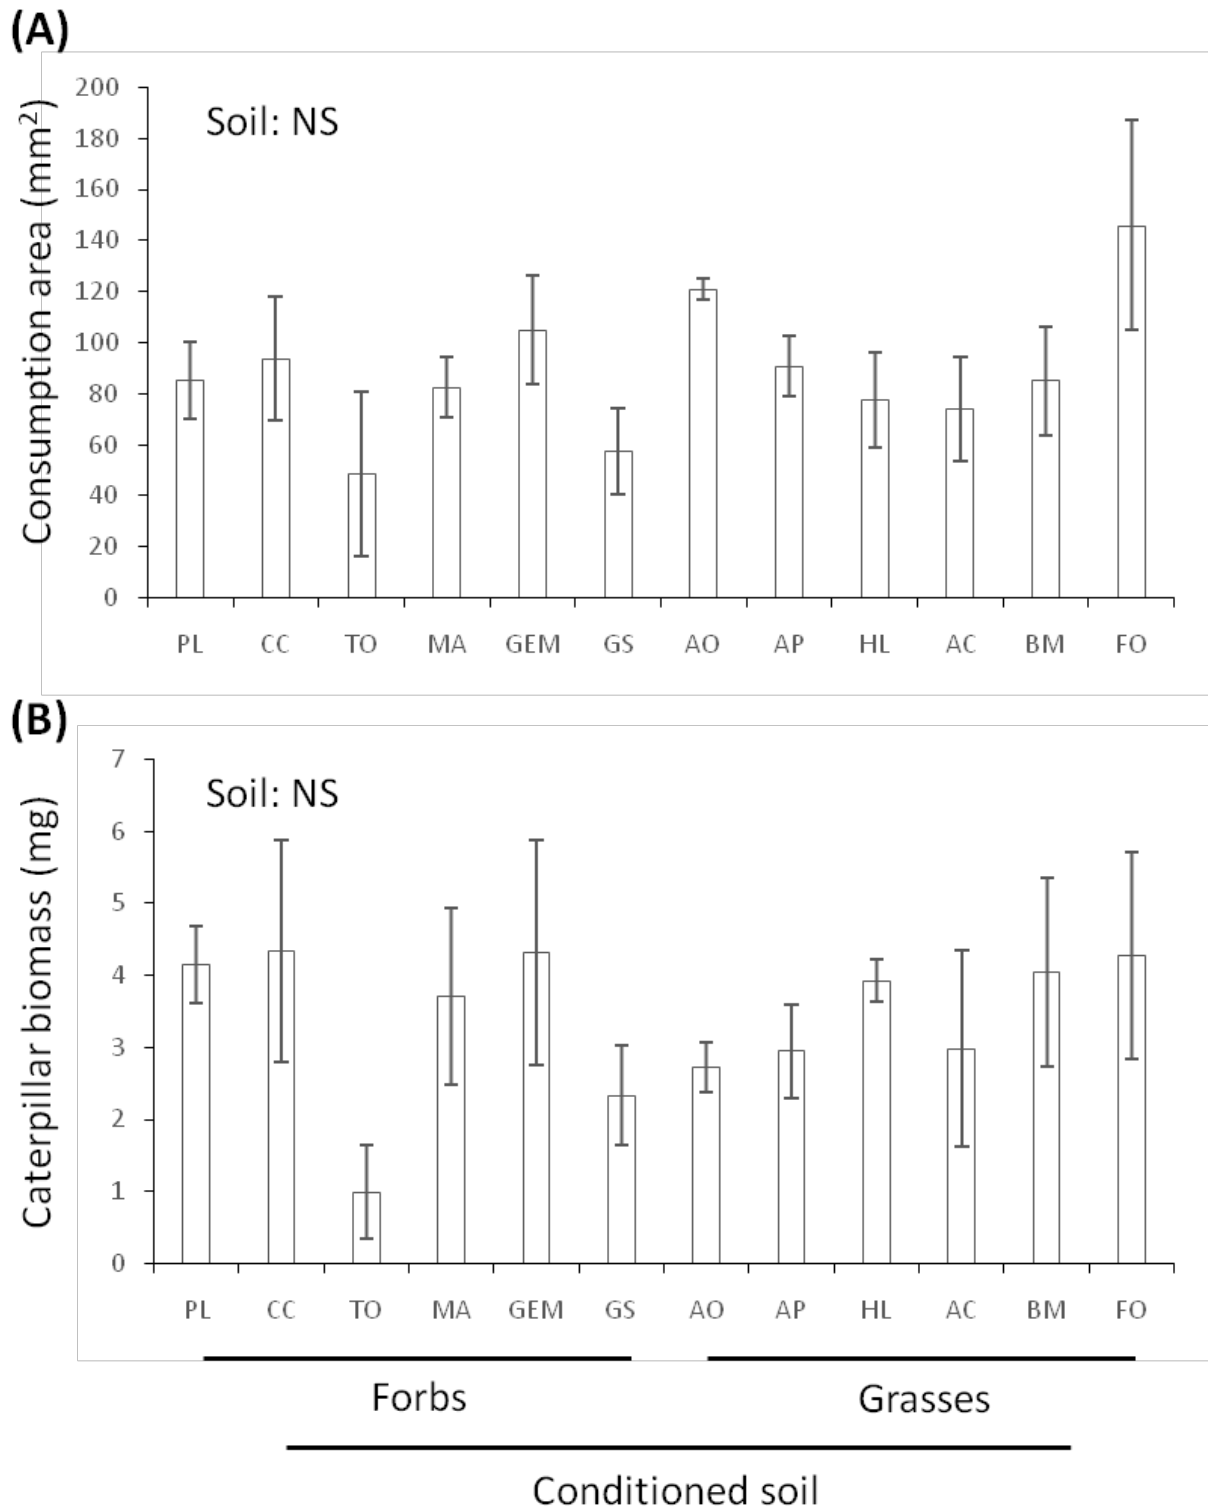 (A)
Consumption area (mm²)
200
180
160
140
120
100
80
60
40
20
0
Soil: NS
PL CC TO MA GEM GS AO AP HL AC BM FO
(B)
Caterpillar biomass (mg)
7
6
5
4
3
2
1
0
Soil: NS
PL CC TO MA GEM GS AO AP HL AC BM FO
Forbs Grasses
Conditioned soil